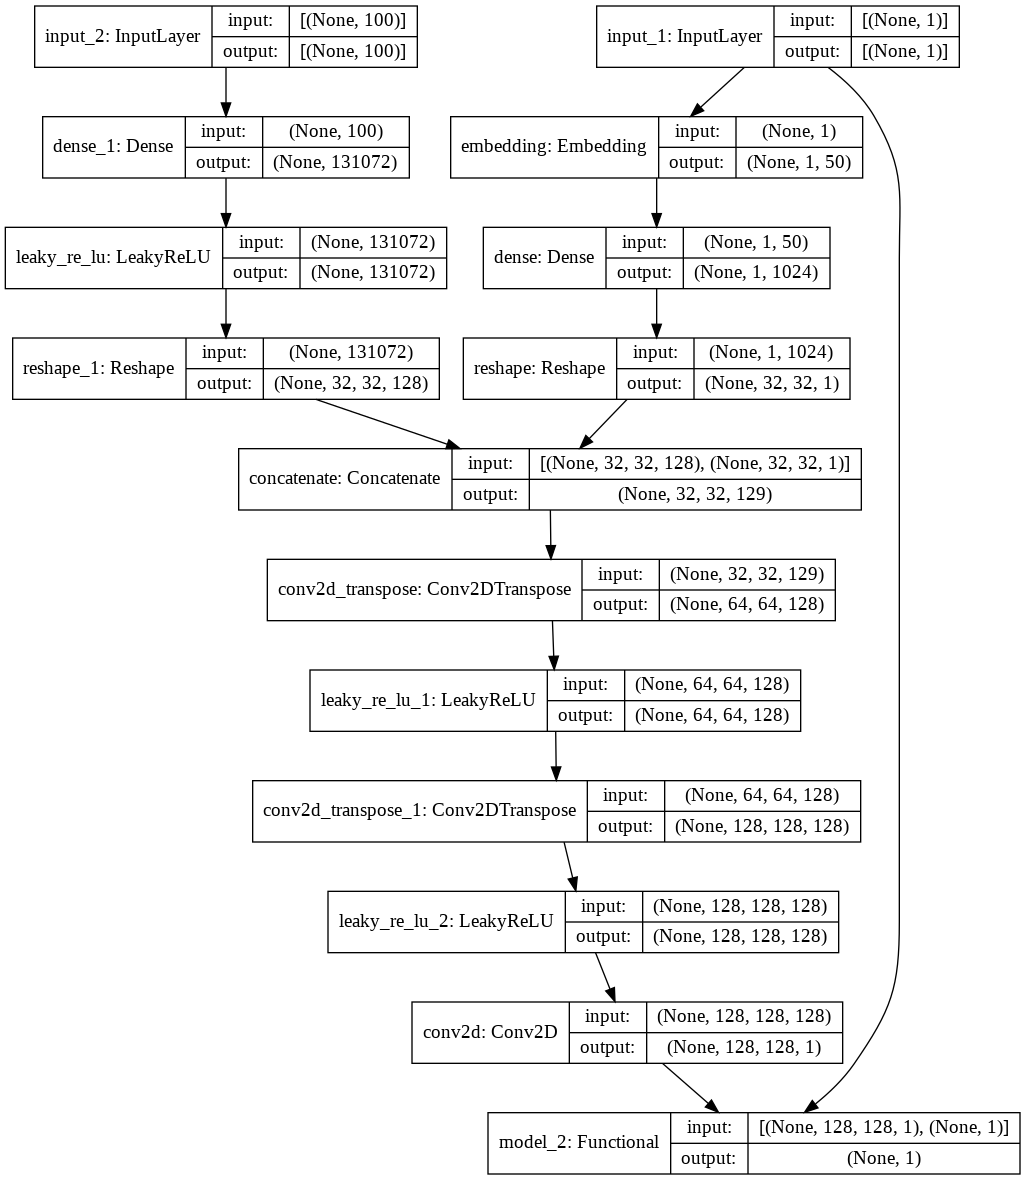 input_2: InputLayer
input: [(None, 100)]
output: [(None, 100)]
input_1: InputLayer
input: [(None, 1)]
output: [(None, 1)]
dense_1: Dense
input: (None, 100)
output: (None, 131072)
embedding: Embedding
input: (None, 1)
output: (None, 1, 50)
leaky_re_lu: LeakyReLU
input: (None, 131072)
output: (None, 131072)
dense: Dense
input: (None, 1, 50)
output: (None, 1, 1024)
reshape_1: Reshape
input: (None, 131072)
output: (None, 32, 32, 128)
reshape: Reshape
input: (None, 1, 1024)
output: (None, 32, 32, 1)
concatenate: Concatenate
input: [(None, 32, 32, 128), (None, 32, 32, 1)]
output: (None, 32, 32, 129)
conv2d_transpose: Conv2DTranspose
input: (None, 32, 32, 129)
output: (None, 64, 64, 128)
leaky_re_lu_1: LeakyReLU
input: (None, 64, 64, 128)
output: (None, 64, 64, 128)
conv2d_transpose_1: Conv2DTranspose
input: (None, 64, 64, 128)
output: (None, 128, 128, 128)
leaky_re_lu_2: LeakyReLU
input: (None, 128, 128, 128)
output: (None, 128, 128, 128)
conv2d: Conv2D
input: (None, 128, 128, 128)
output: (None, 128, 128, 1)
model_2: Functional
input: [(None, 128, 128, 1), (None, 1)]
output: (None, 1)